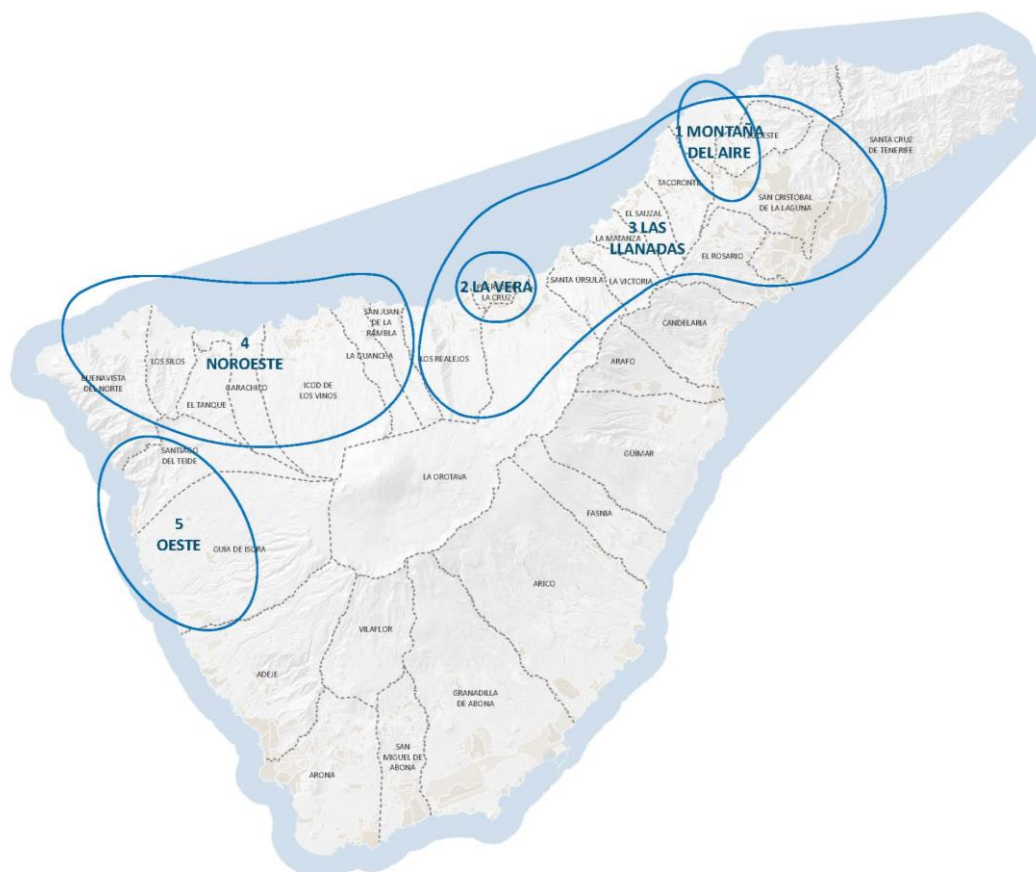 1 MONTAÑA
DEL AIRE
SANTA CRUZ
DE TENERIFE
TACORONTE
SAN CRISTOBAL
DE LA LAGUNA
EL SAUZAL
3 LAS
LLANADAS
LA MATANZA
EL ROSARIO
2 LA VERA
LA CRUZ
SANTA ÚRSULA
LA VICTORIA
CANDELARIA
SAN JUAN
DE LA
RAMBLA
4
NOROESTE
LOS SILOS
LA GUANCHA
LOS REALEJOS
ARAFO
BUENAVISTA
DEL NORTE
GARACHICO
ICOD DE
LOS VINOS
EL TANQUE
SANTIAGO
DEL TEIDE
GÜIMAR
LA OROTAVA
FASNIA
5
OESTE
GUÍA DE ISORA
ARICO
VILAFLOR
ADEJE
GRANADILLA
DE ABONA
SAN
MIGUEL DE
ABONA
ARONA